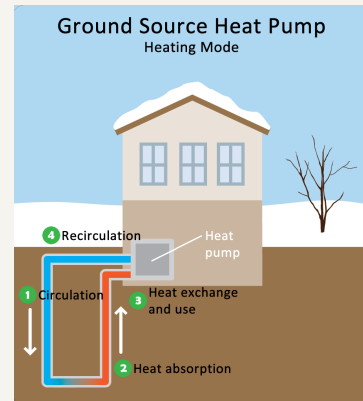 Ground Source Heat Pump
Heating Mode
4 Recirculation
Heat
pump
1 Circulation
3 Heat exchange
and use
2 Heat absorption